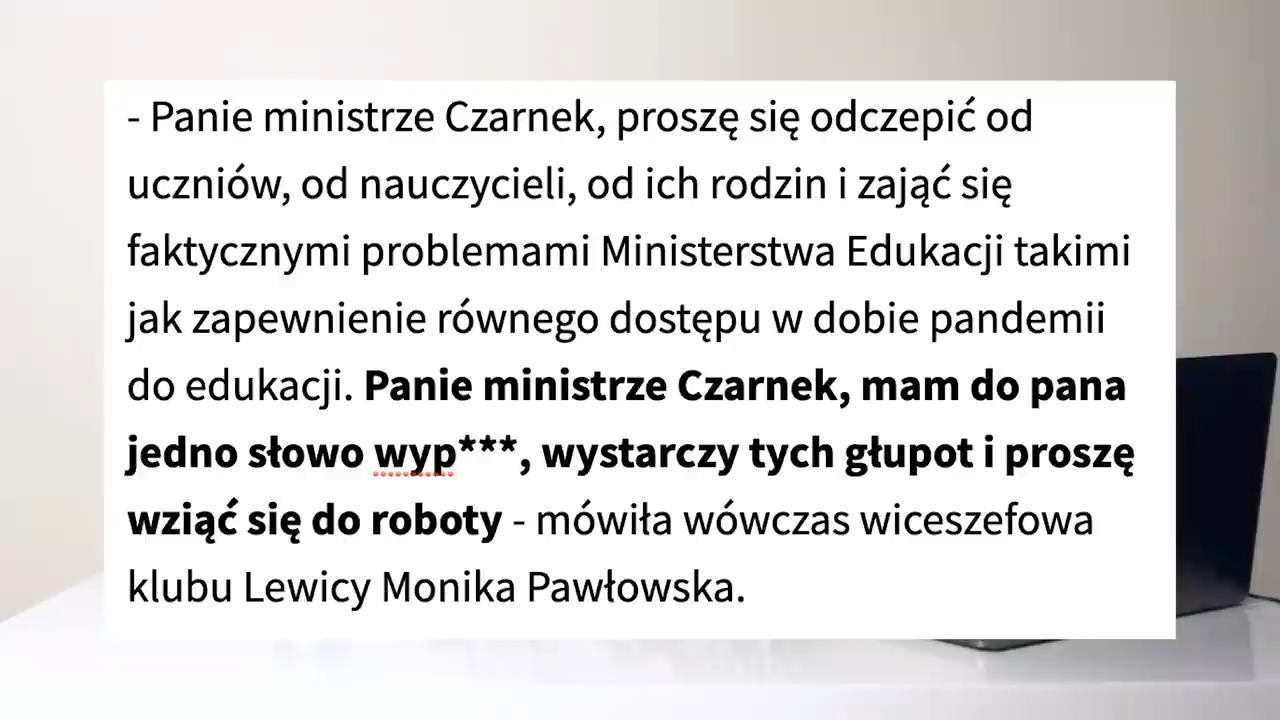 - Panie ministrze Czarnek, proszę się odczepić od
uczniów, od nauczycieli, od ich rodzin i zająć się
faktycznymi problemami Ministerstwa Edukacji takimi
jak zapewnienie równego dostępu w dobie pandemii
do edukacji. Panie ministrze Czarnek, mam do pana
jedno słowo wyp***, wystarczy tych głupot i proszę
wziąć się do roboty - mówiła wówczas wiceszefowa
klubu Lewicy Monika Pawłowska.